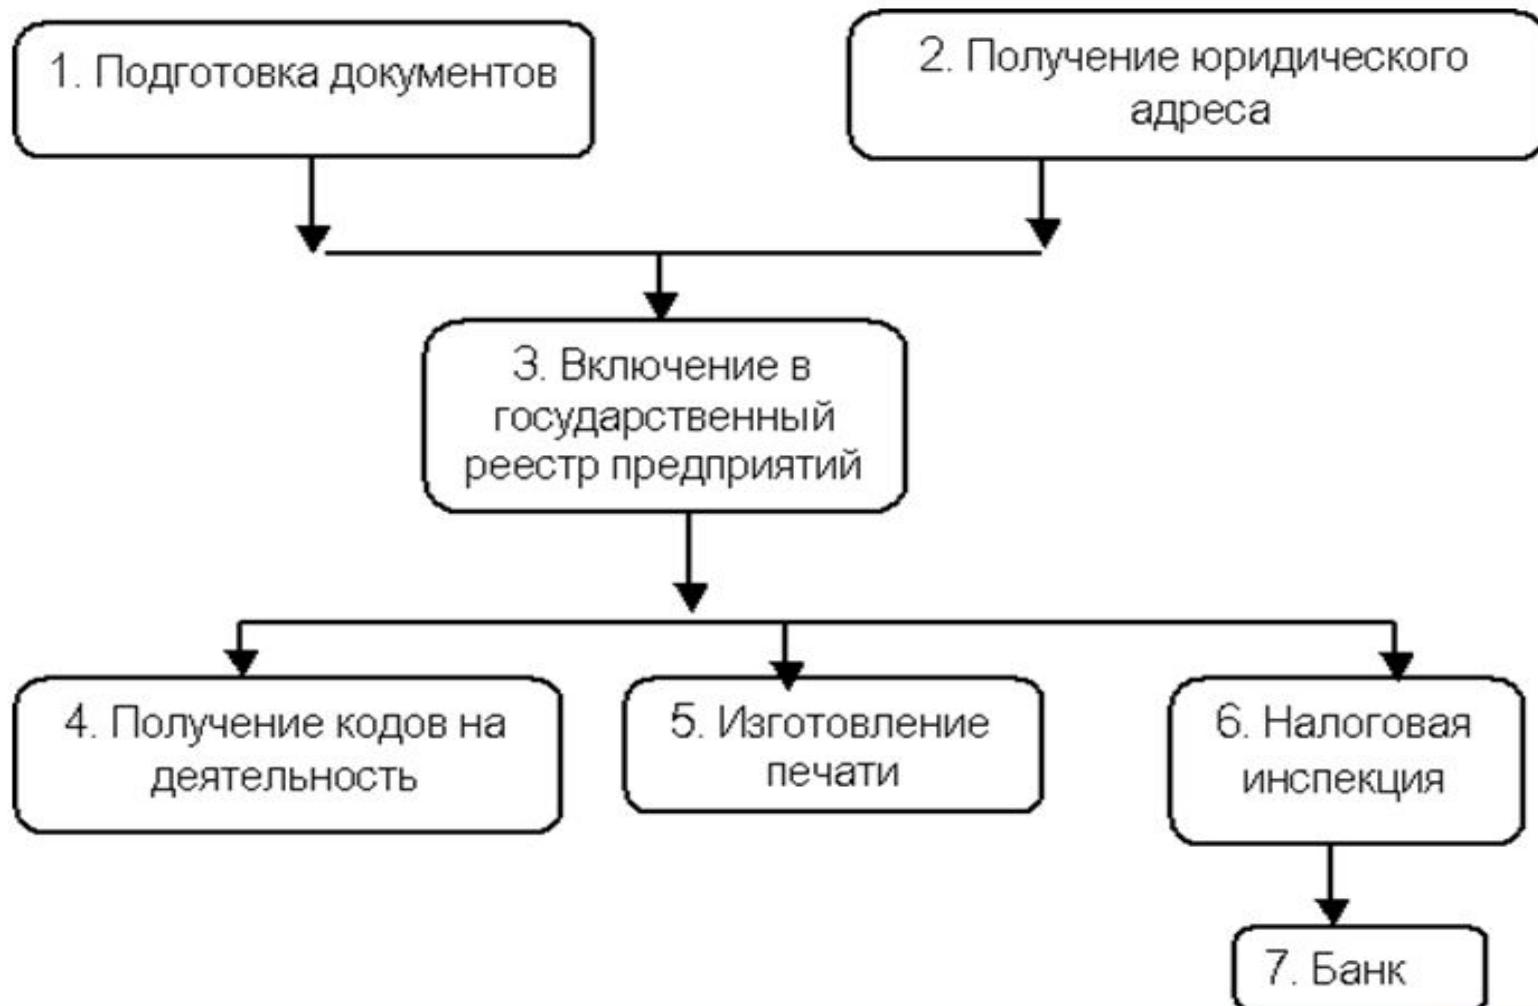 1. Подготовка документов
2. Получение юридического
адреса
3. Включение в
государственный
реестр предприятий
4. Получение кодов на
деятельность
5. Изготовление
печати
6. Налоговая
инспекция
7. Банк